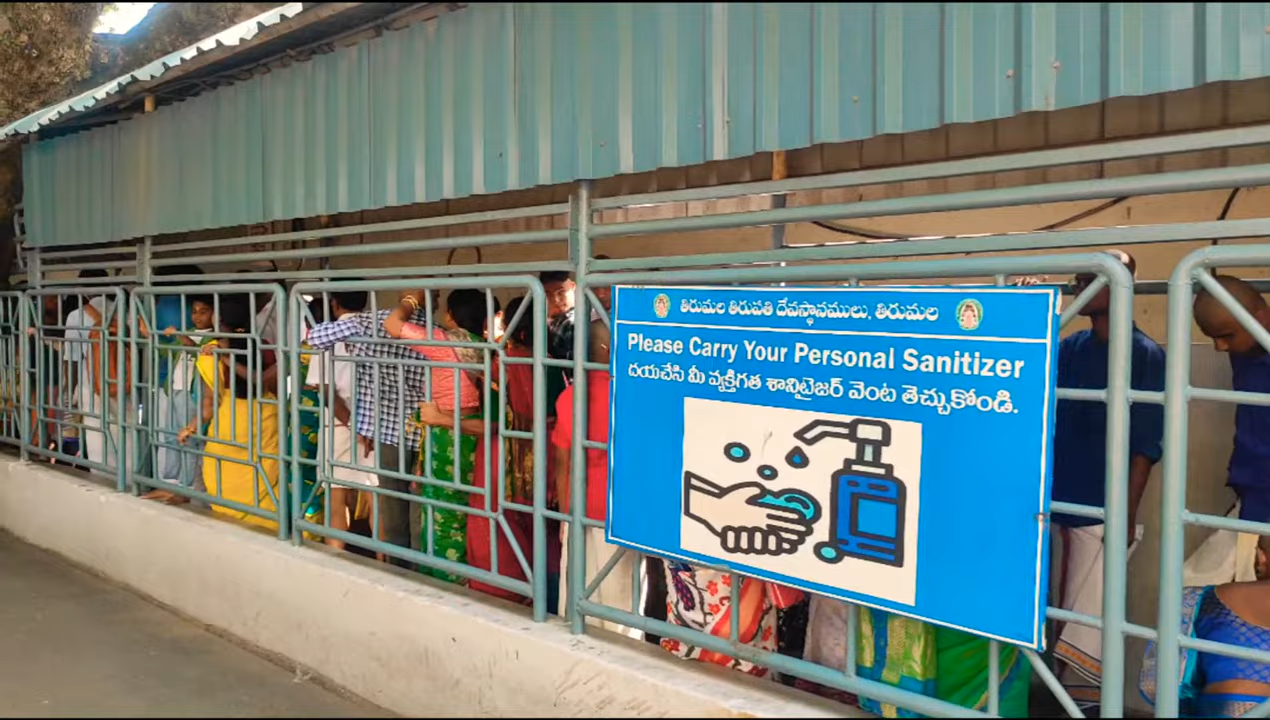 తిరుమల తిరుపతి దేవస్థానములు, తిరుమల
Please Carry Your Personal Sanitizer
దయచేసి మీ వ్యక్తిగత శానిటైజర్ వెంట తెచ్చుకోండి.